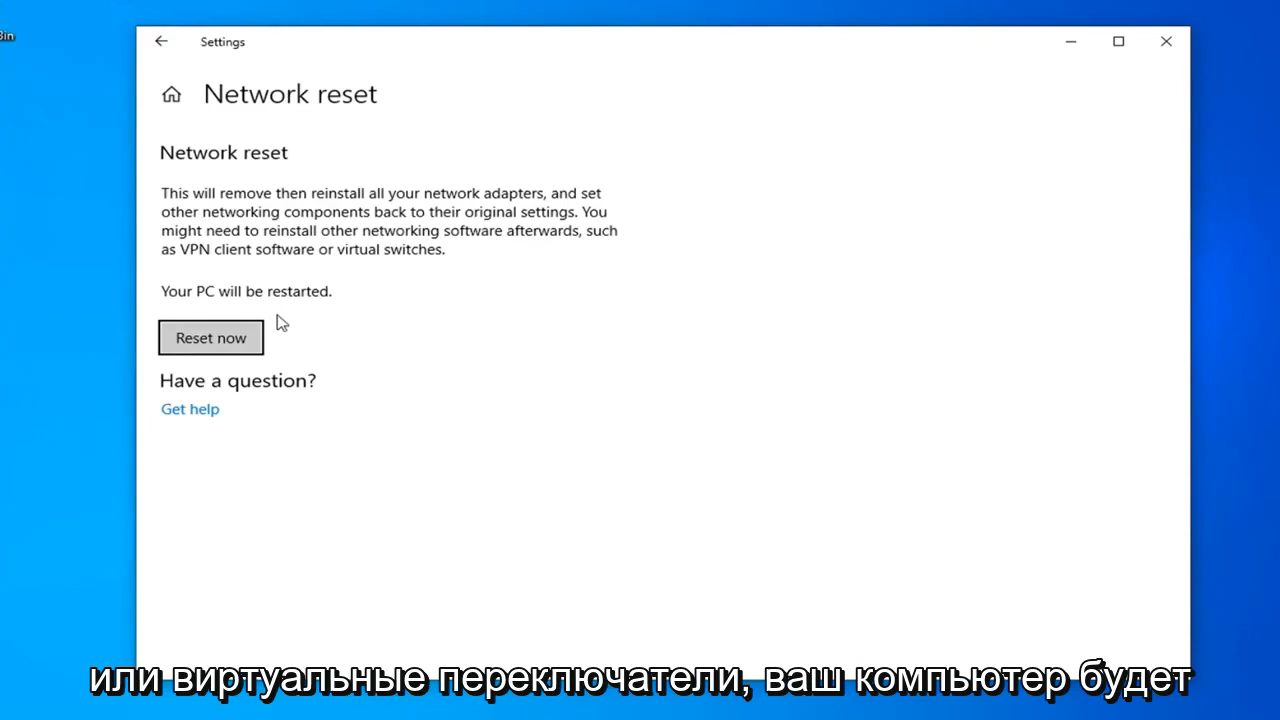 Bin
Settings
Network reset
Network reset
This will remove then reinstall all your network adapters, and set
other networking components back to their original settings. You
might need to reinstall other networking software afterwards, such
as VPN client software or virtual switches.
Your PC will be restarted.
Reset now
Have a question?
Get help
или виртуальные переключатели, ваш компьютер будет